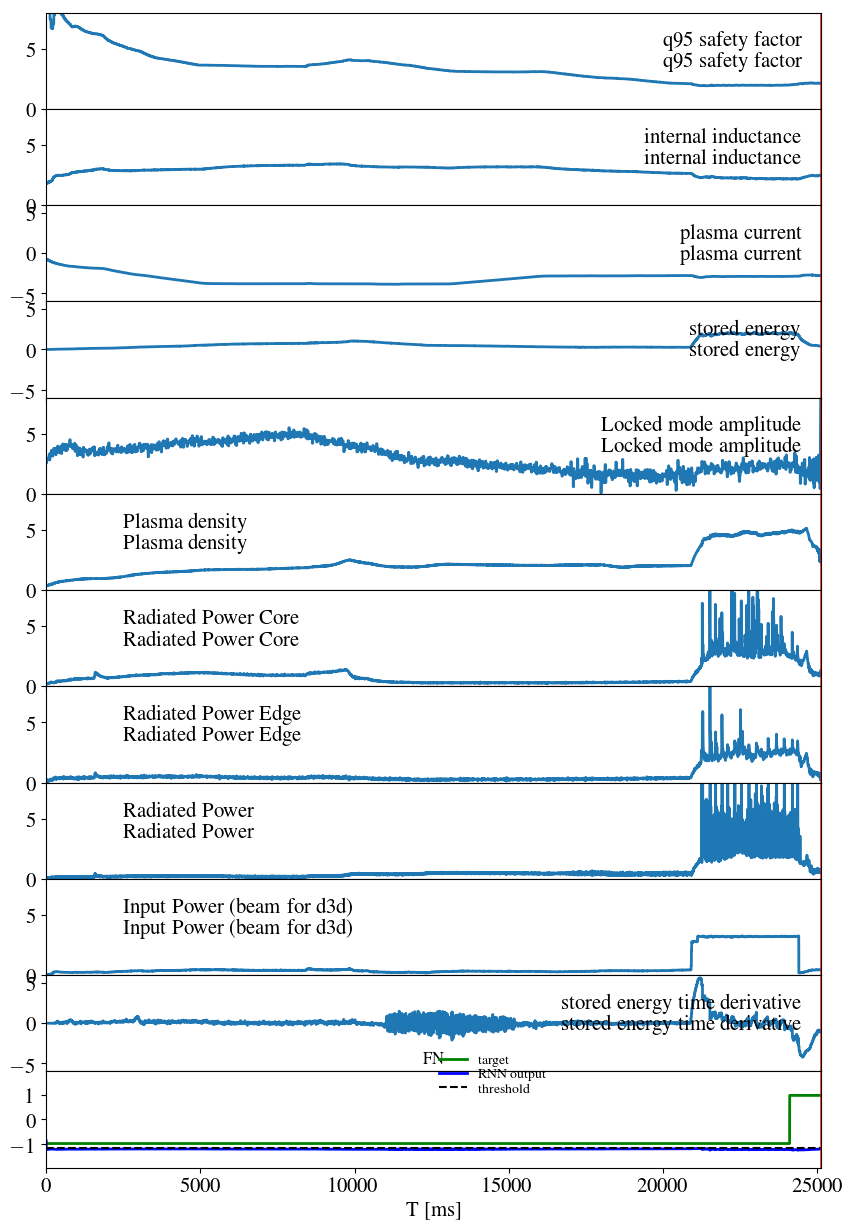 5
q95 safety factor
q95 safety factor
0
5
internal inductance
internal inductance
0
5
plasma current
0
plasma current
−5
5
stored energy
0
stored energy
−5
Locked mode amplitude
5
Locked mode amplitude
0
Plasma density
5
Plasma density
0
Radiated Power Core
5
Radiated Power Core
0
Radiated Power Edge
5
Radiated Power Edge
0
Radiated Power
5
Radiated Power
0
Input Power (beam for d3d)
5
Input Power (beam for d3d)
0
5
stored energy time derivative
0
stored energy time derivative
−5
FN
target
RNN output
threshold
1
0
−1
0 5000 10000 15000 20000 25000
T [ms]